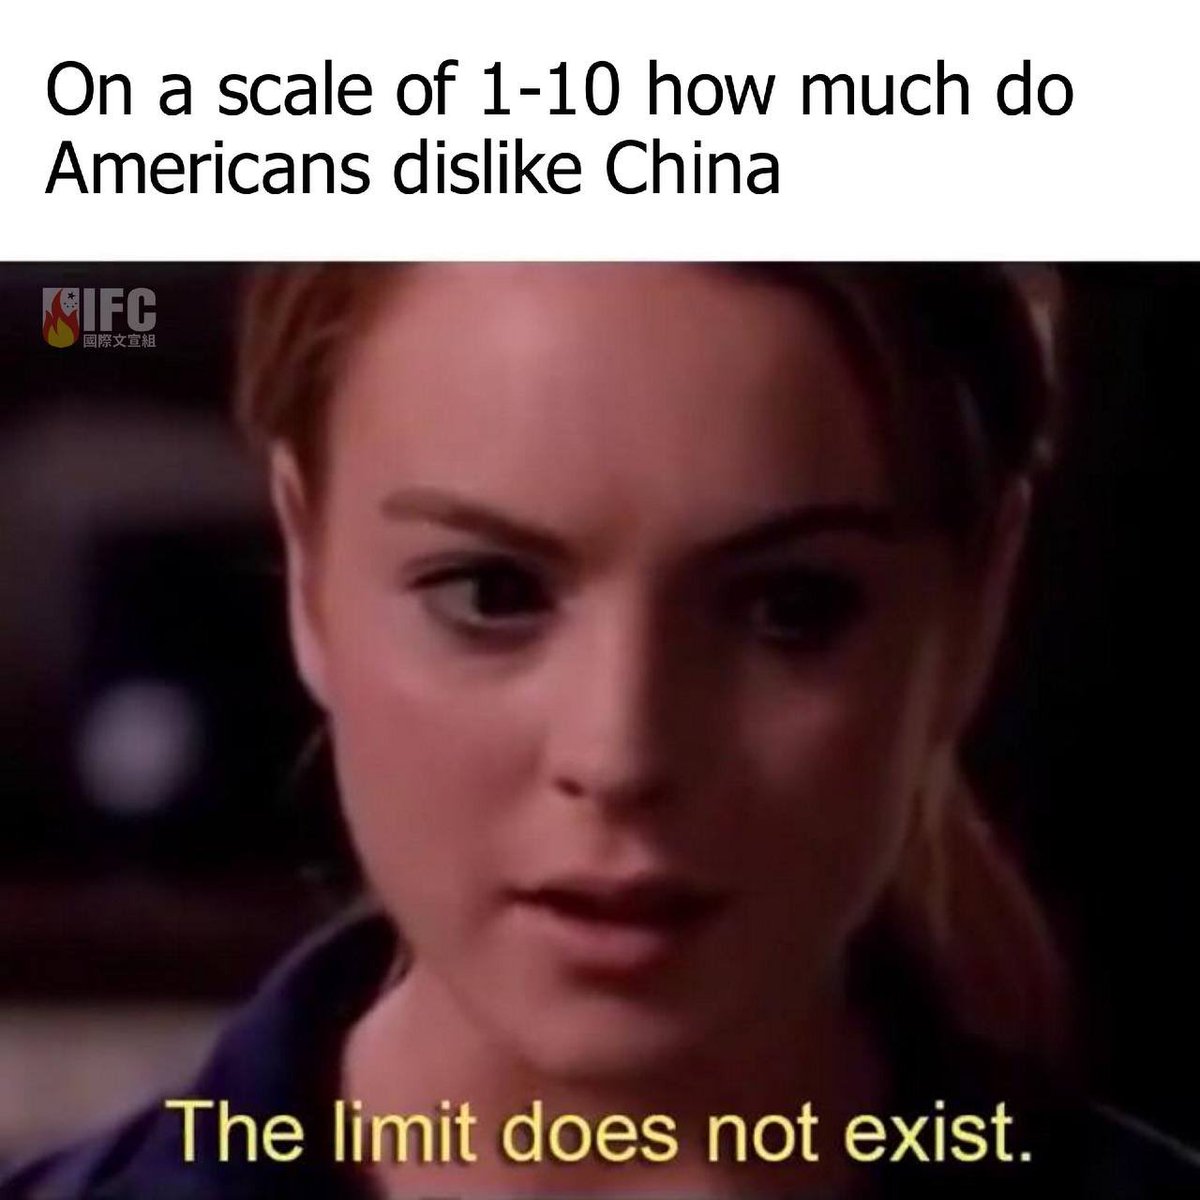 On a scale of 1-10 how much do
Americans dislike China
IFC
國際文宣組
The limit does not exist.